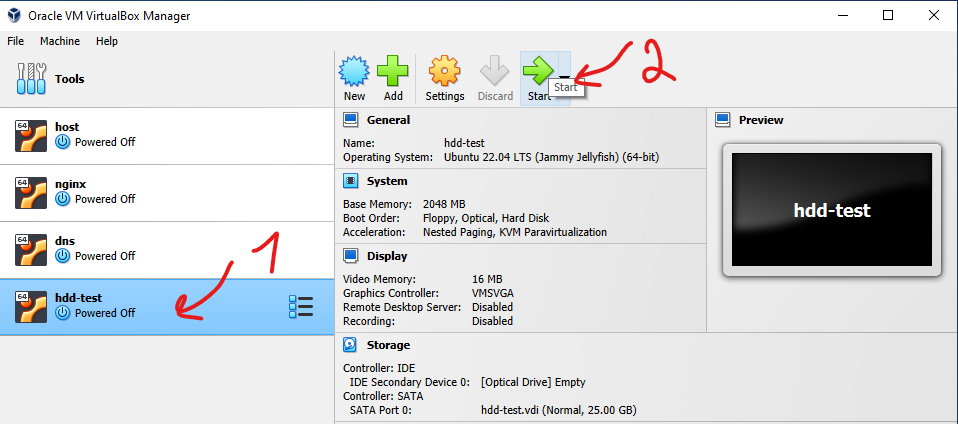 Oracle VM VirtualBox Manager
File Machine Help
Tools
New Add Settings Discard Start
Start
2
64
host
Powered Off
64
nginx
Powered Off
64
dns
Powered Off
1
64
hdd-test
Powered Off
General
Name: hdd-test
Operating System: Ubuntu 22.04 LTS (Jammy Jellyfish) (64-bit)
System
Base Memory: 2048 MB
Boot Order: Floppy, Optical, Hard Disk
Acceleration: Nested Paging, KVM Paravirtualization
Display
Video Memory: 16 MB
Graphics Controller: VMSVGA
Remote Desktop Server: Disabled
Recording: Disabled
Storage
Controller: IDE
IDE Secondary Device 0: [Optical Drive] Empty
Controller: SATA
SATA Port 0: hdd-test.vdi (Normal, 25.00 GB)
Preview
hdd-test